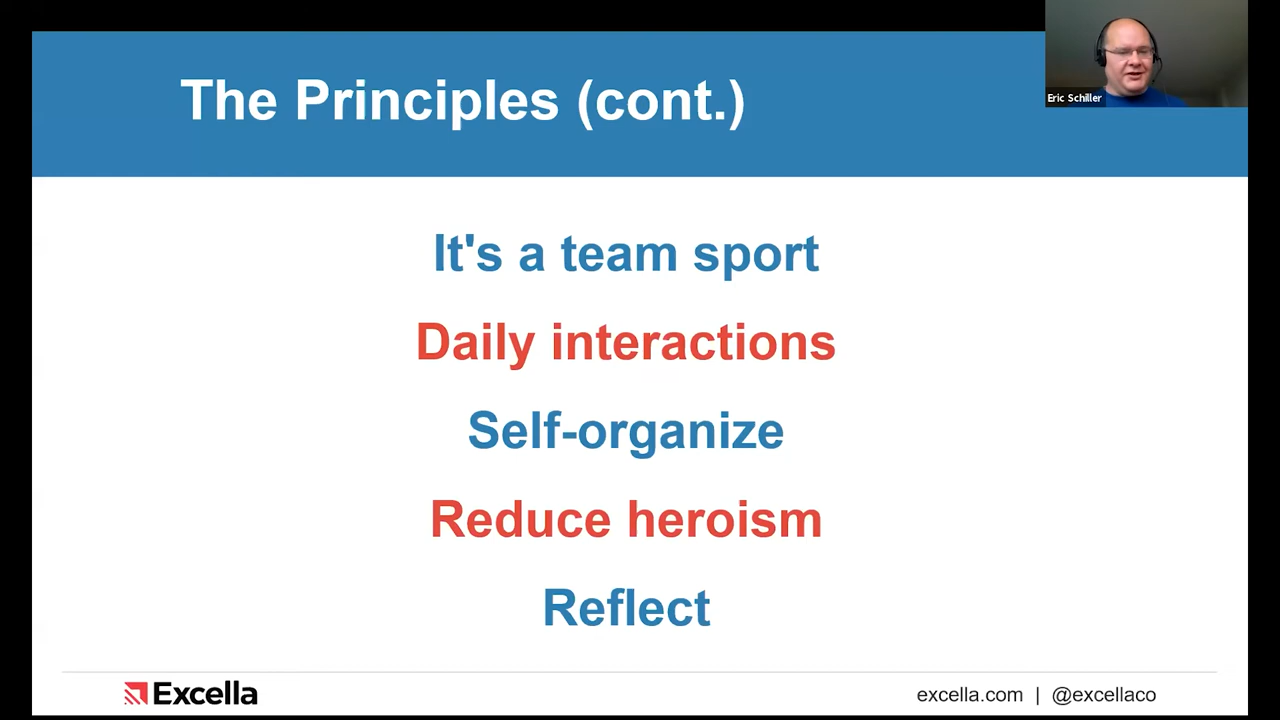 The Principles (cont.)
Eric Schiller
It's a team sport
Daily interactions
Self-organize
Reduce heroism
Reflect
Excella
excella.com | @excellaco